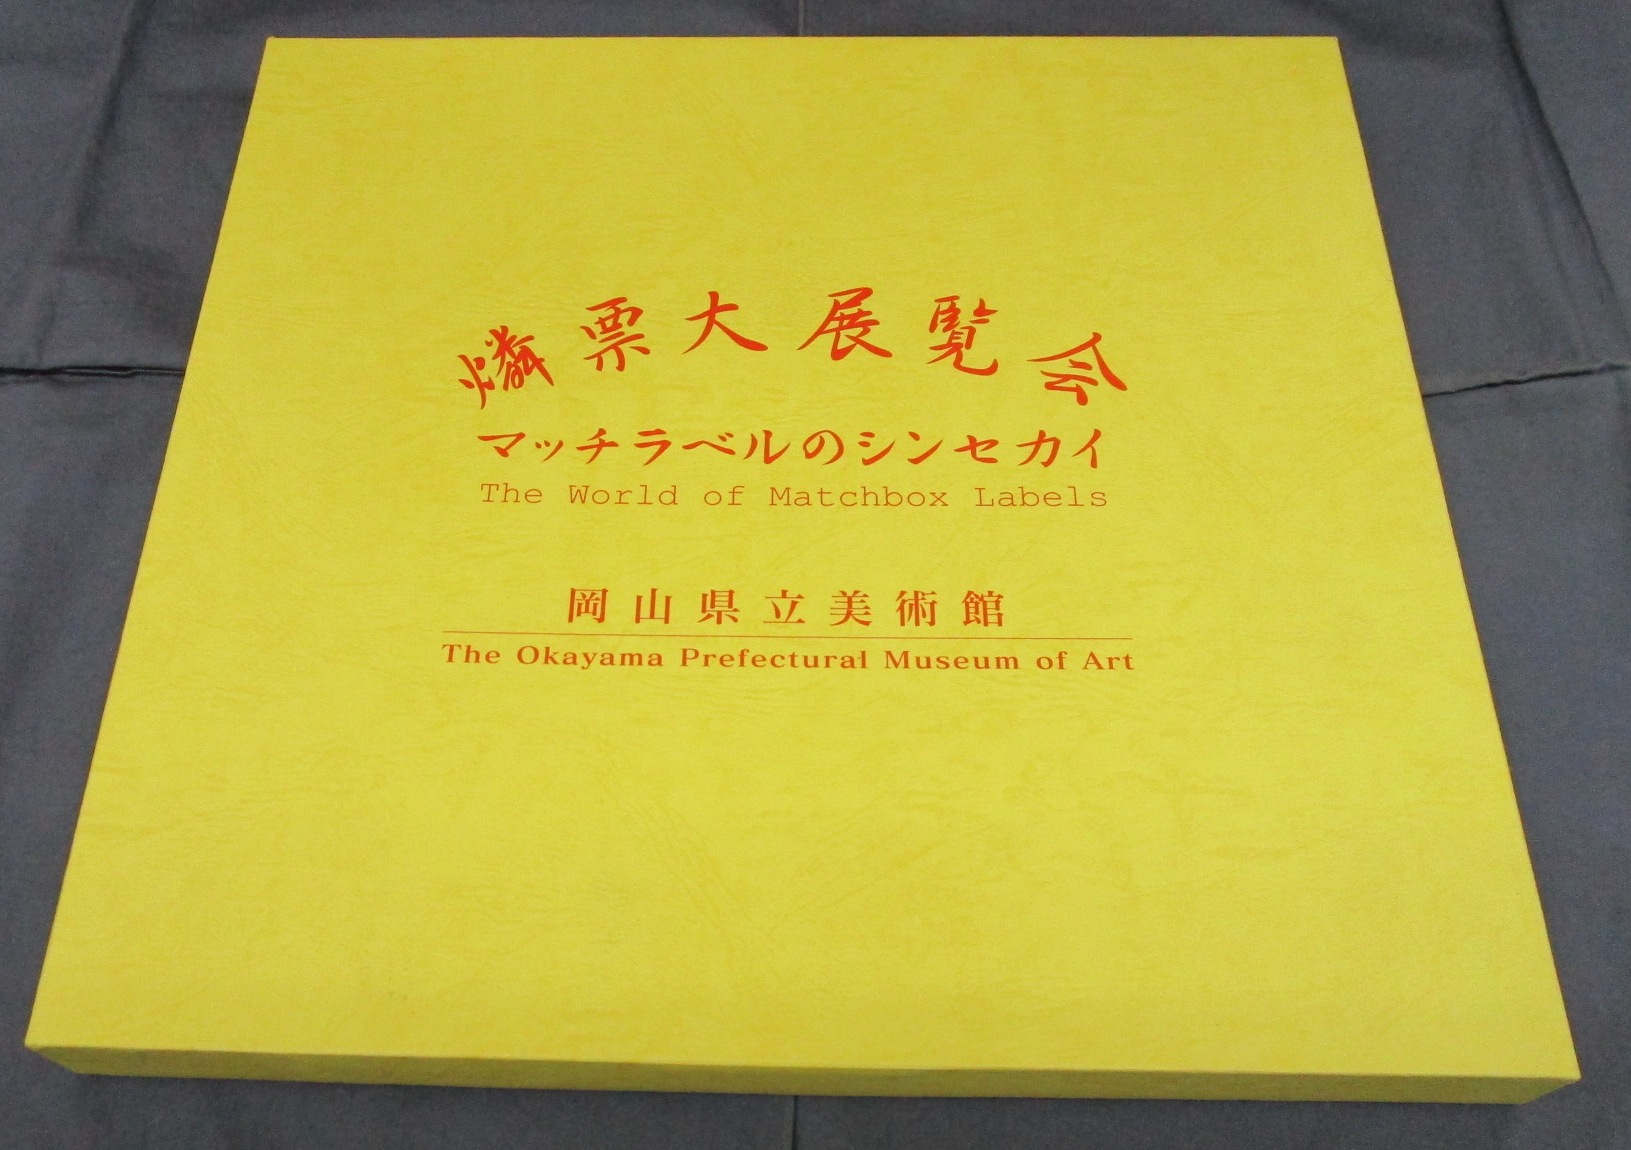 燐票大展覧会
マッチラベルのシンセカイ
The World of Matchbox Labels
岡山県立美術館
The Okayama Prefectural Museum of Art